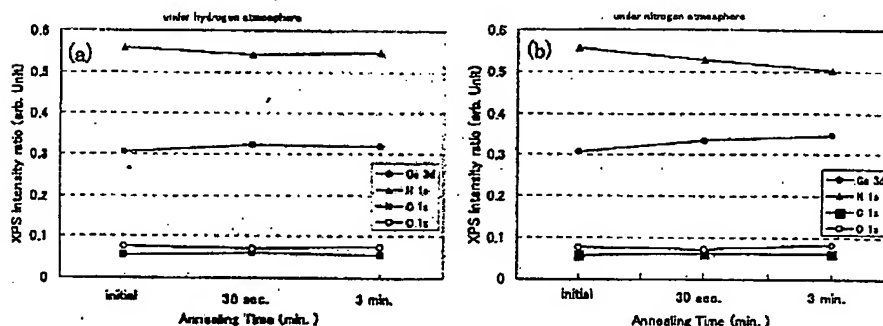 under hydrogen atmosphere
(a)
XPS Intensity ratio (arb. Unit)
0.6
0.5
0.4
0.3
0.2
0.1
0
Ga 3d
N 1s
C 1s
O 1s
initial
30 sec.
3 min.
Annealing Time (min. )
under nitrogen atmosphere
(b)
XPS Intensity ratio (arb. Unit)
0.6
0.5
0.4
0.3
0.2
0.1
0
Ga 3d
N 1s
C 1s
O 1s
initial
30 sec.
3 min.
Annealing Time (min. )